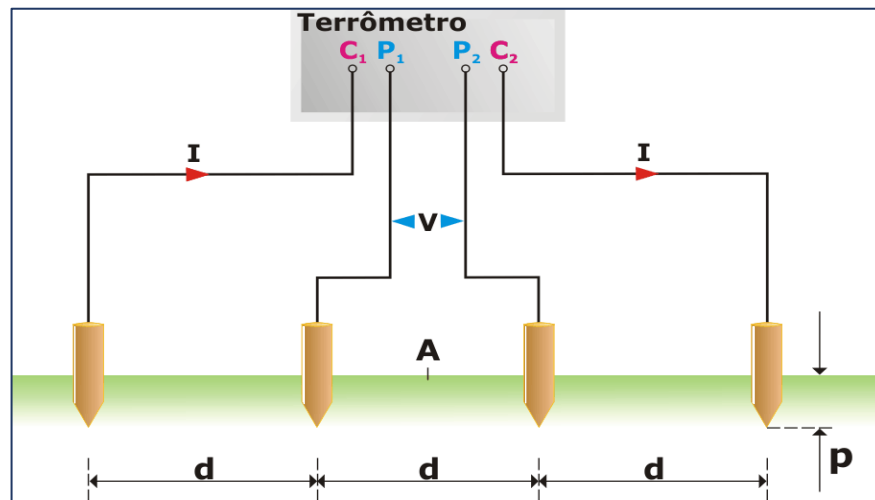 Terrômetro
C₁ P₁ P₂ C₂
I I
V
A
p
d d d